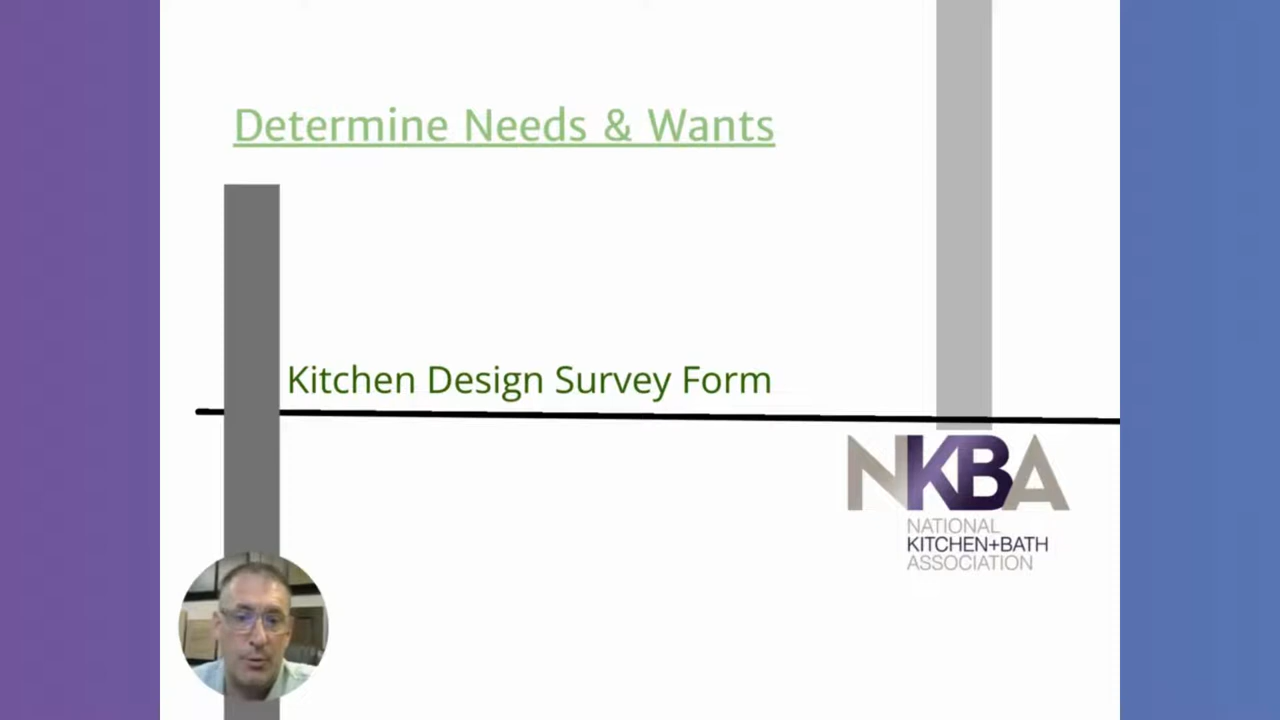 Determine Needs & Wants
Kitchen Design Survey Form
NKBA
NATIONAL
KITCHEN+BATH
ASSOCIATION